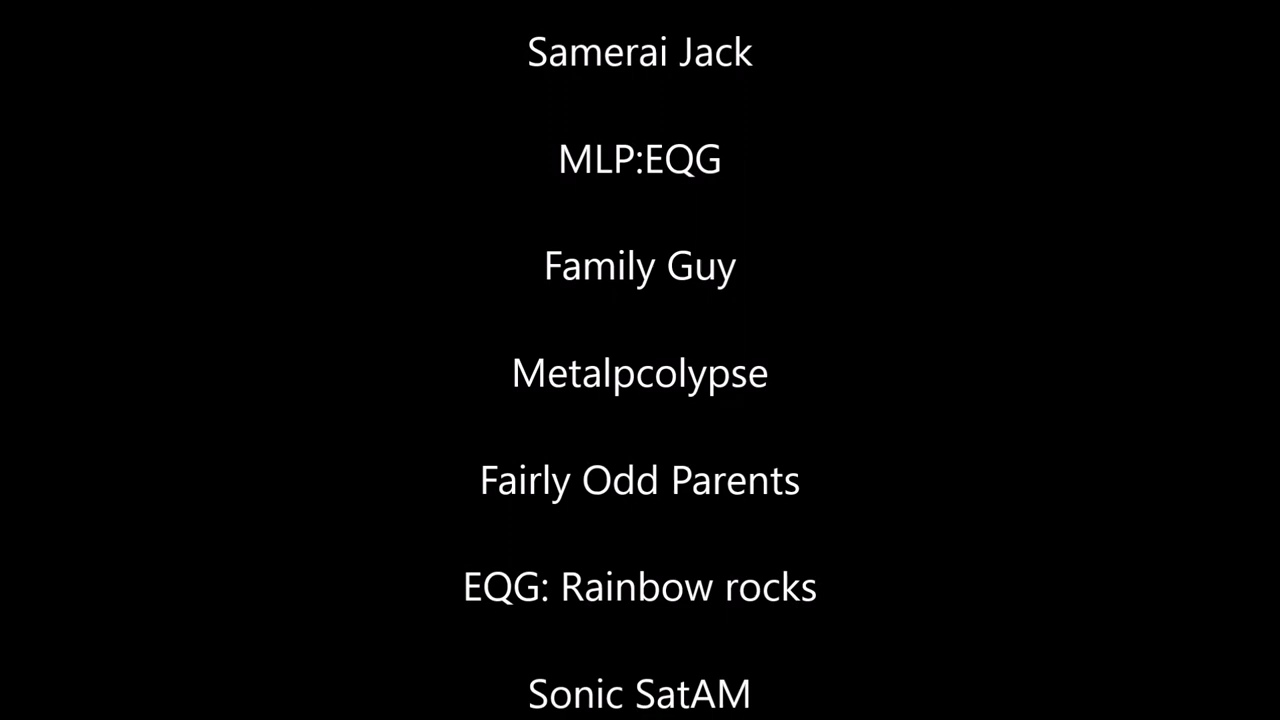 Samerai Jack
MLP:EQG
Family Guy
Metalpcolypse
Fairly Odd Parents
EQG: Rainbow rocks
Sonic SatAM